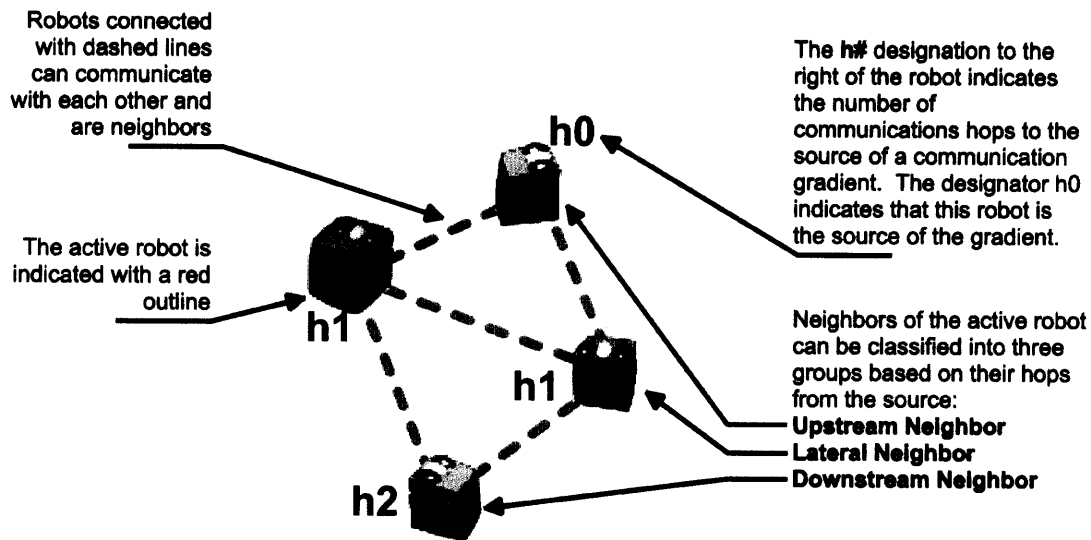 Robots connected
with dashed lines
can communicate
with each other and
are neighbors
The active robot is
indicated with a red
outline
h0
h1
h1
h2
The h# designation to the
right of the robot indicates
the number of
communications hops to the
source of a communication
gradient. The designator h0
indicates that this robot is
the source of the gradient.
Neighbors of the active robot
can be classified into three
groups based on their hops
from the source:
Upstream Neighbor
Lateral Neighbor
Downstream Neighbor